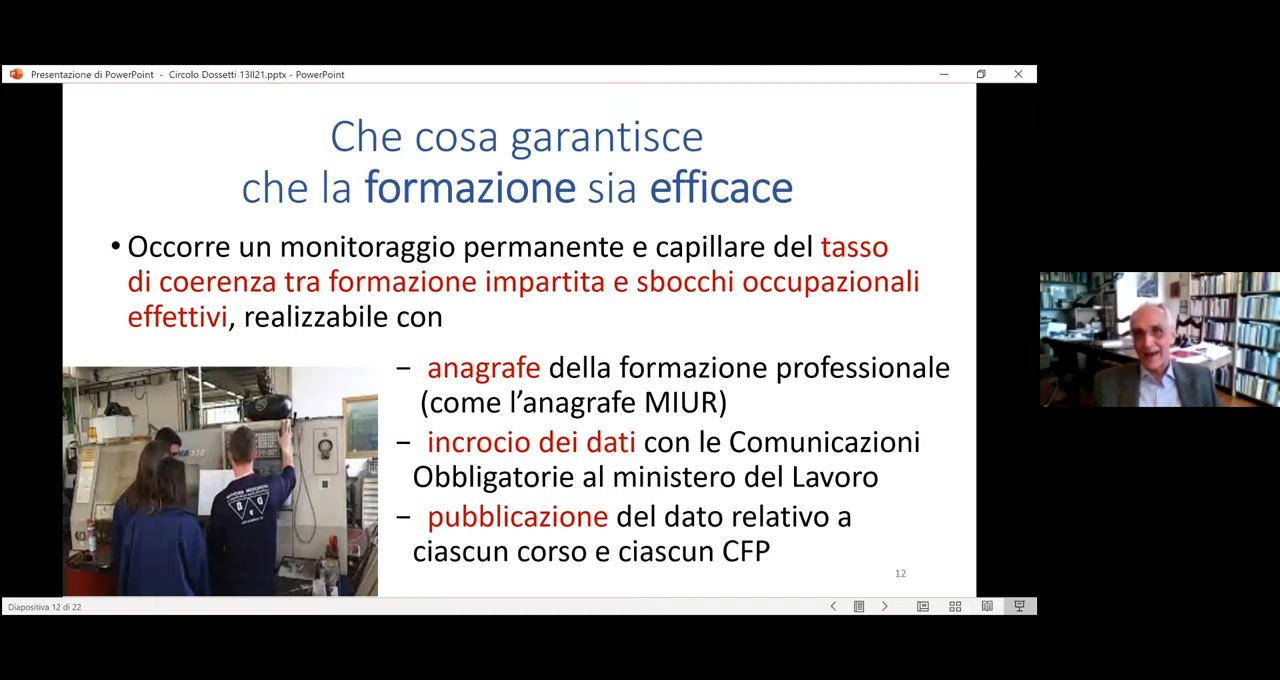 Presentazione di PowerPoint - Circolo Dossetti 13II21.pptx - PowerPoint
Che cosa garantisce
che la formazione sia efficace
• Occorre un monitoraggio permanente e capillare del tasso
di coerenza tra formazione impartita e sbocchi occupazionali
effettivi, realizzabile con
– anagrafe della formazione professionale
(come l’anagrafe MIUR)
– incrocio dei dati con le Comunicazioni
Obbligatorie al ministero del Lavoro
– pubblicazione del dato relativo a
ciascun corso e ciascun CFP
12
Diapositiva 12 di 22